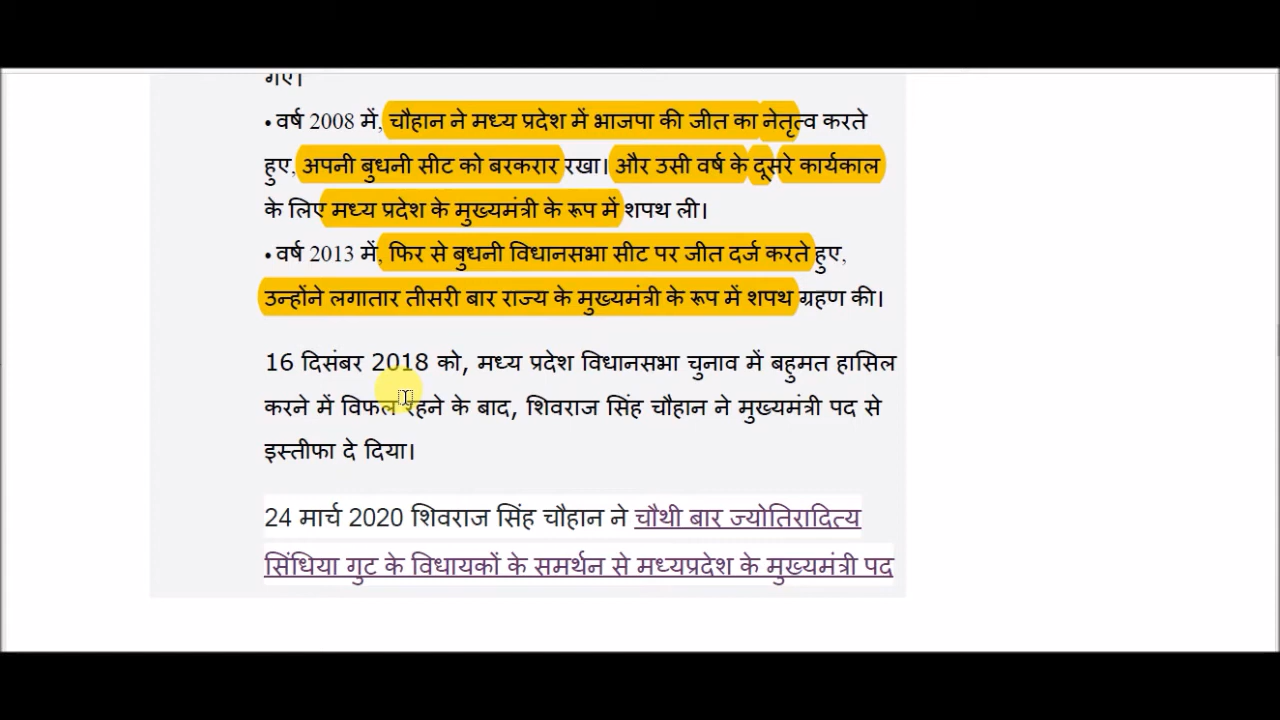 गए।
• वर्ष 2008 में, चौहान ने मध्य प्रदेश में भाजपा की जीत का नेतृत्व करते
हुए, अपनी बुधनी सीट को बरकरार रखा। और उसी वर्ष के दूसरे कार्यकाल
के लिए मध्य प्रदेश के मुख्यमंत्री के रूप में शपथ ली।
• वर्ष 2013 में, फिर से बुधनी विधानसभा सीट पर जीत दर्ज करते हुए,
उन्होंने लगातार तीसरी बार राज्य के मुख्यमंत्री के रूप में शपथ ग्रहण की।
16 दिसंबर 2018 को, मध्य प्रदेश विधानसभा चुनाव में बहुमत हासिल
करने में विफल रहने के बाद, शिवराज सिंह चौहान ने मुख्यमंत्री पद से
इस्तीफा दे दिया।
24 मार्च 2020 शिवराज सिंह चौहान ने चौथी बार ज्योतिरादित्य
सिंधिया गुट के विधायकों के समर्थन से मध्यप्रदेश के मुख्यमंत्री पद